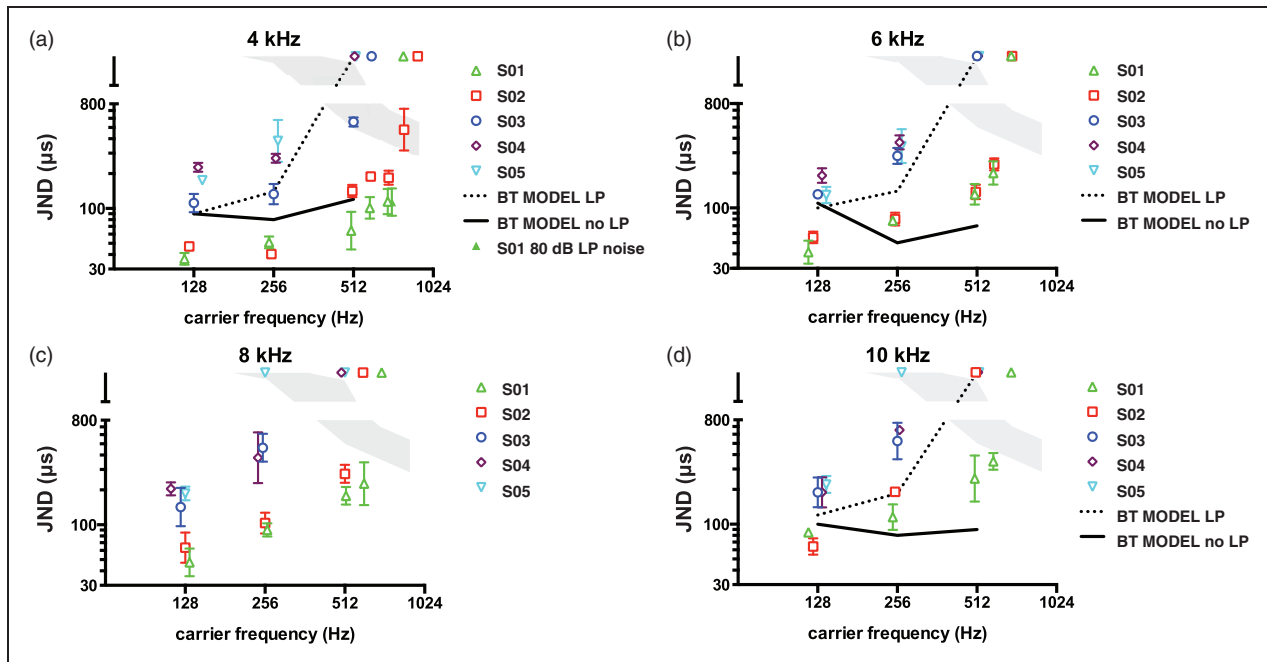 (a)
4 kHz
800
100
30
JND (µs)
128
256
512
1024
carrier frequency (Hz)
S01
S02
S03
S04
S05
BT MODEL LP
BT MODEL no LP
S01 80 dB LP noise
(b)
6 kHz
800
100
30
JND (µs)
128
256
512
1024
carrier frequency (Hz)
S01
S02
S03
S04
S05
BT MODEL LP
BT MODEL no LP
(c)
8 kHz
800
100
30
JND (µs)
128
256
512
1024
carrier frequency (Hz)
S01
S02
S03
S04
S05
(d)
10 kHz
800
100
30
JND (µs)
128
256
512
1024
carrier frequency (Hz)
S01
S02
S03
S04
S05
BT MODEL LP
BT MODEL no LP